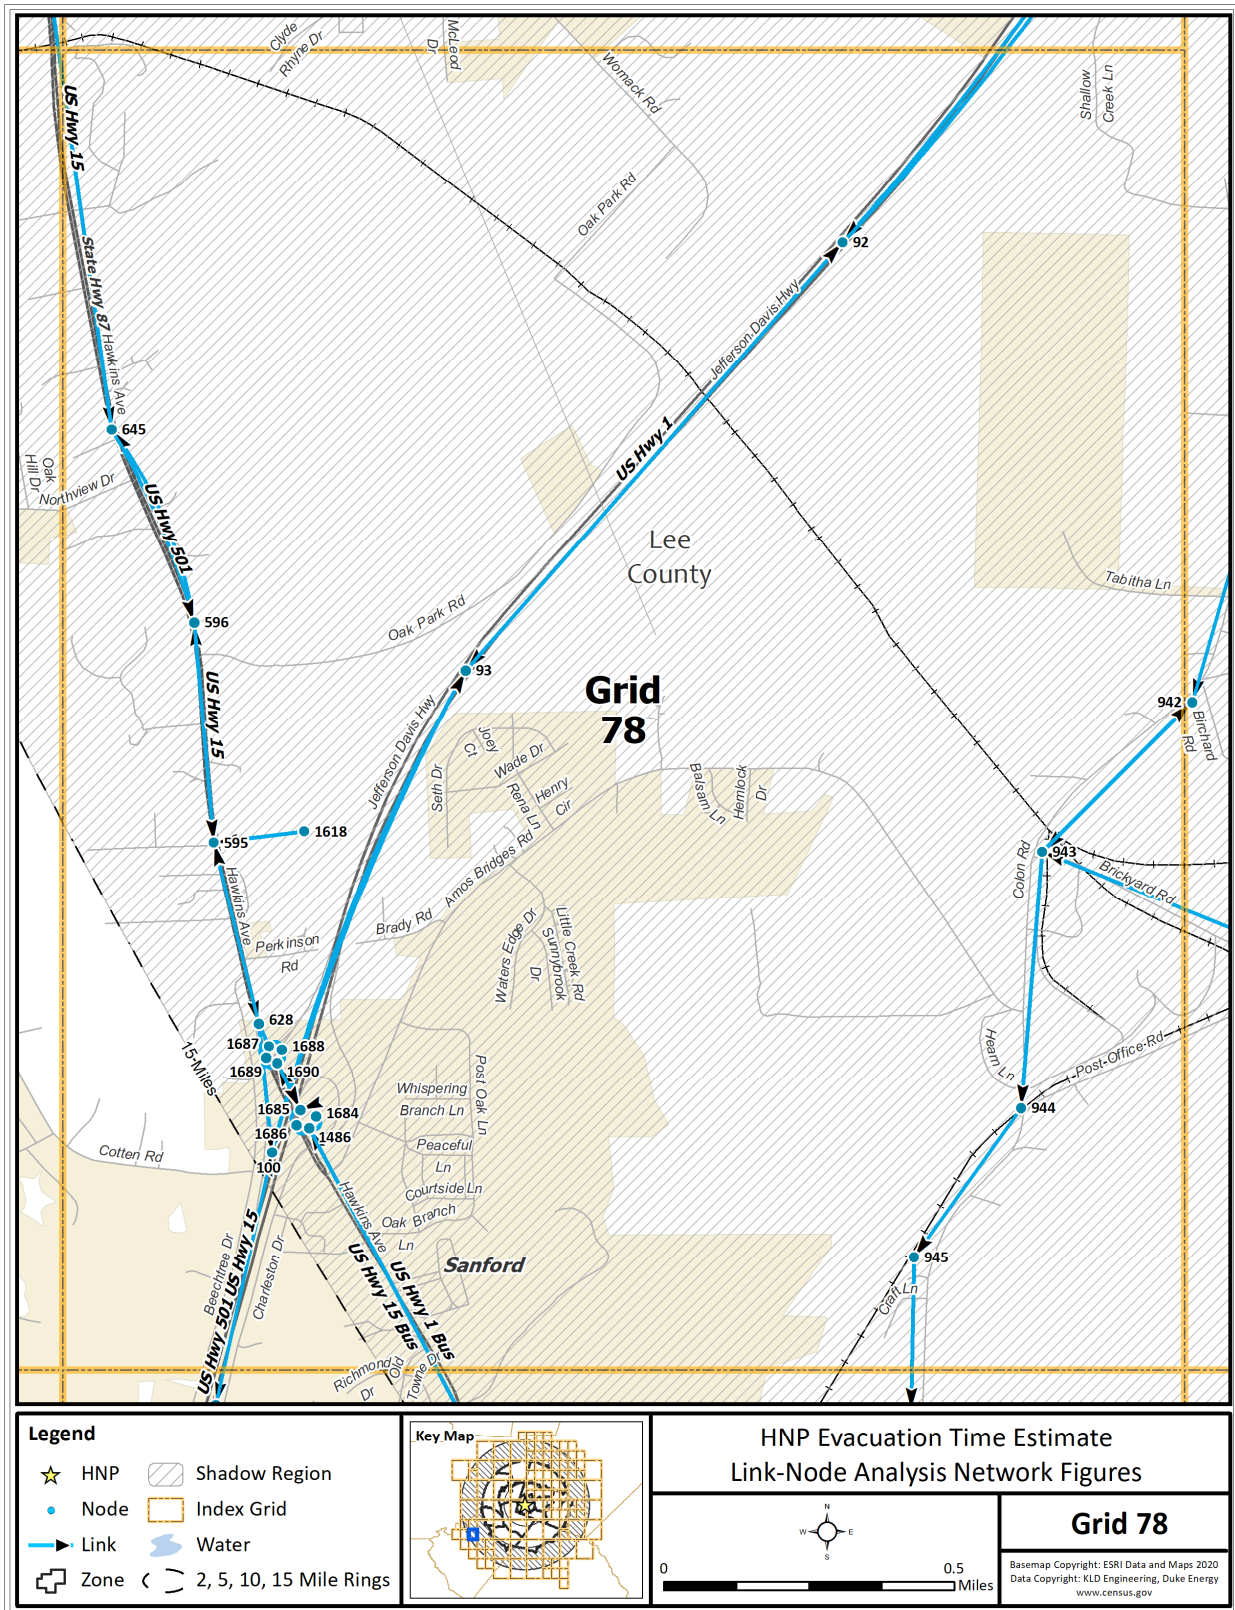 Clyde
Rhyne Dr
McLeod
Dr
Womack Rd
Shallow
Creek Ln
US Hwy 15
Oak Park Rd
State Hwy 87
Hawkins Ave
92
Jefferson Davis Hwy
645
US Hwy 1
Oak
Hill Dr
Northview Dr
US Hwy 501
Lee
County
Tabitha Ln
596
Oak Park Rd
93
US Hwy 15
Grid
78
942
Birchard
Rd
Jefferson Davis Hwy
Joey
Ct
Wade Dr
Seth Dr
Rena Ln
Henry
Cir
Balsam Ln
Hemlock
Dr
1618
595
Amos Bridges Rd
943
Colon Rd
Brickyard Rd
Hawkins Ave
Brady Rd
Perkinson
Rd
Waters Edge Dr
Little Creek Rd
Sunnybrook
Dr
628
1687
1688
1689
1690
15-Miles
Hearn Ln
Post-Office-Rd
Whispering
Branch Ln
Post Oak Ln
1685
1684
944
1686
1486
Peaceful
Ln
Cotten Rd
100
Courtside Ln
Hawkins Ave
Oak Branch
Ln
Beechtree Dr
US Hwy 15
US Hwy 501
Charleston Dr
Sanford
945
Craft Ln
US Hwy 15 Bus
US Hwy 1 Bus
Richmond
Dr
Old
Towne Dr
Legend
HNP
Shadow Region
Node
Index Grid
Link
Water
Zone
2, 5, 10, 15 Mile Rings
Key Map
HNP Evacuation Time Estimate
Link-Node Analysis Network Figures
N
W
E
S
0
0.5
Miles
Grid 78
Basemap Copyright: ESRI Data and Maps 2020
Data Copyright: KLD Engineering, Duke Energy
www.census.gov